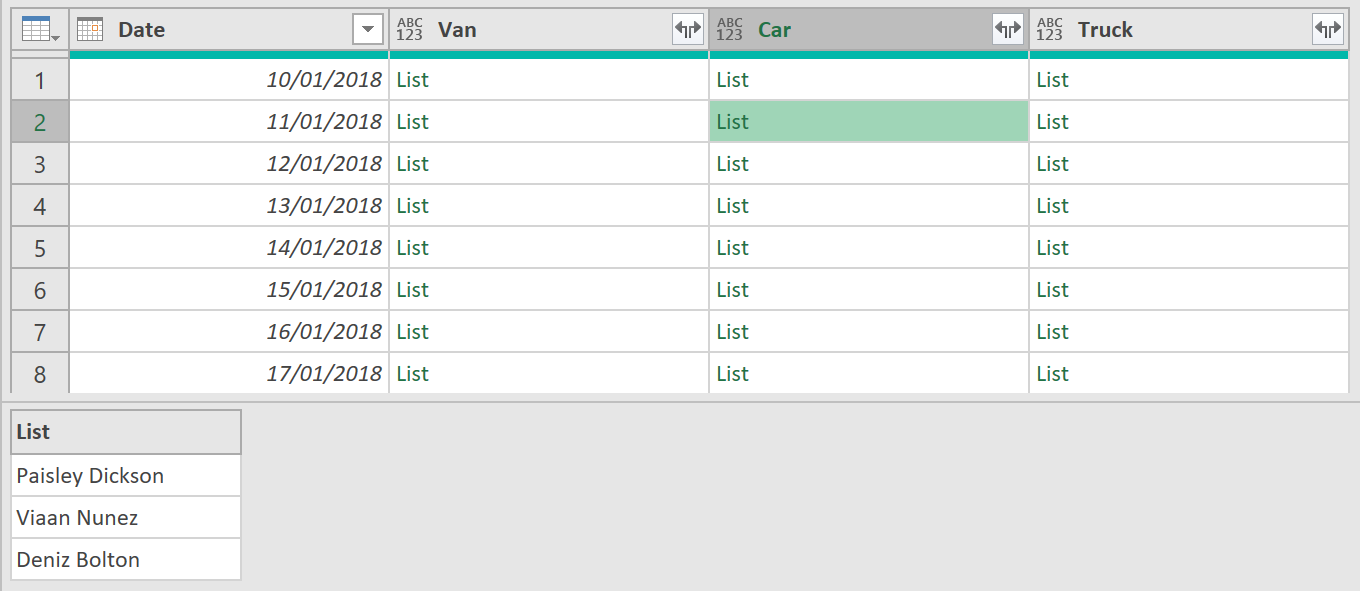 Date ABC 123 Van ABC 123 Car ABC 123 Truck
1 10/01/2018 List List List
2 11/01/2018 List List List
3 12/01/2018 List List List
4 13/01/2018 List List List
5 14/01/2018 List List List
6 15/01/2018 List List List
7 16/01/2018 List List List
8 17/01/2018 List List List
List
Paisley Dickson
Viaan Nunez
Deniz Bolton